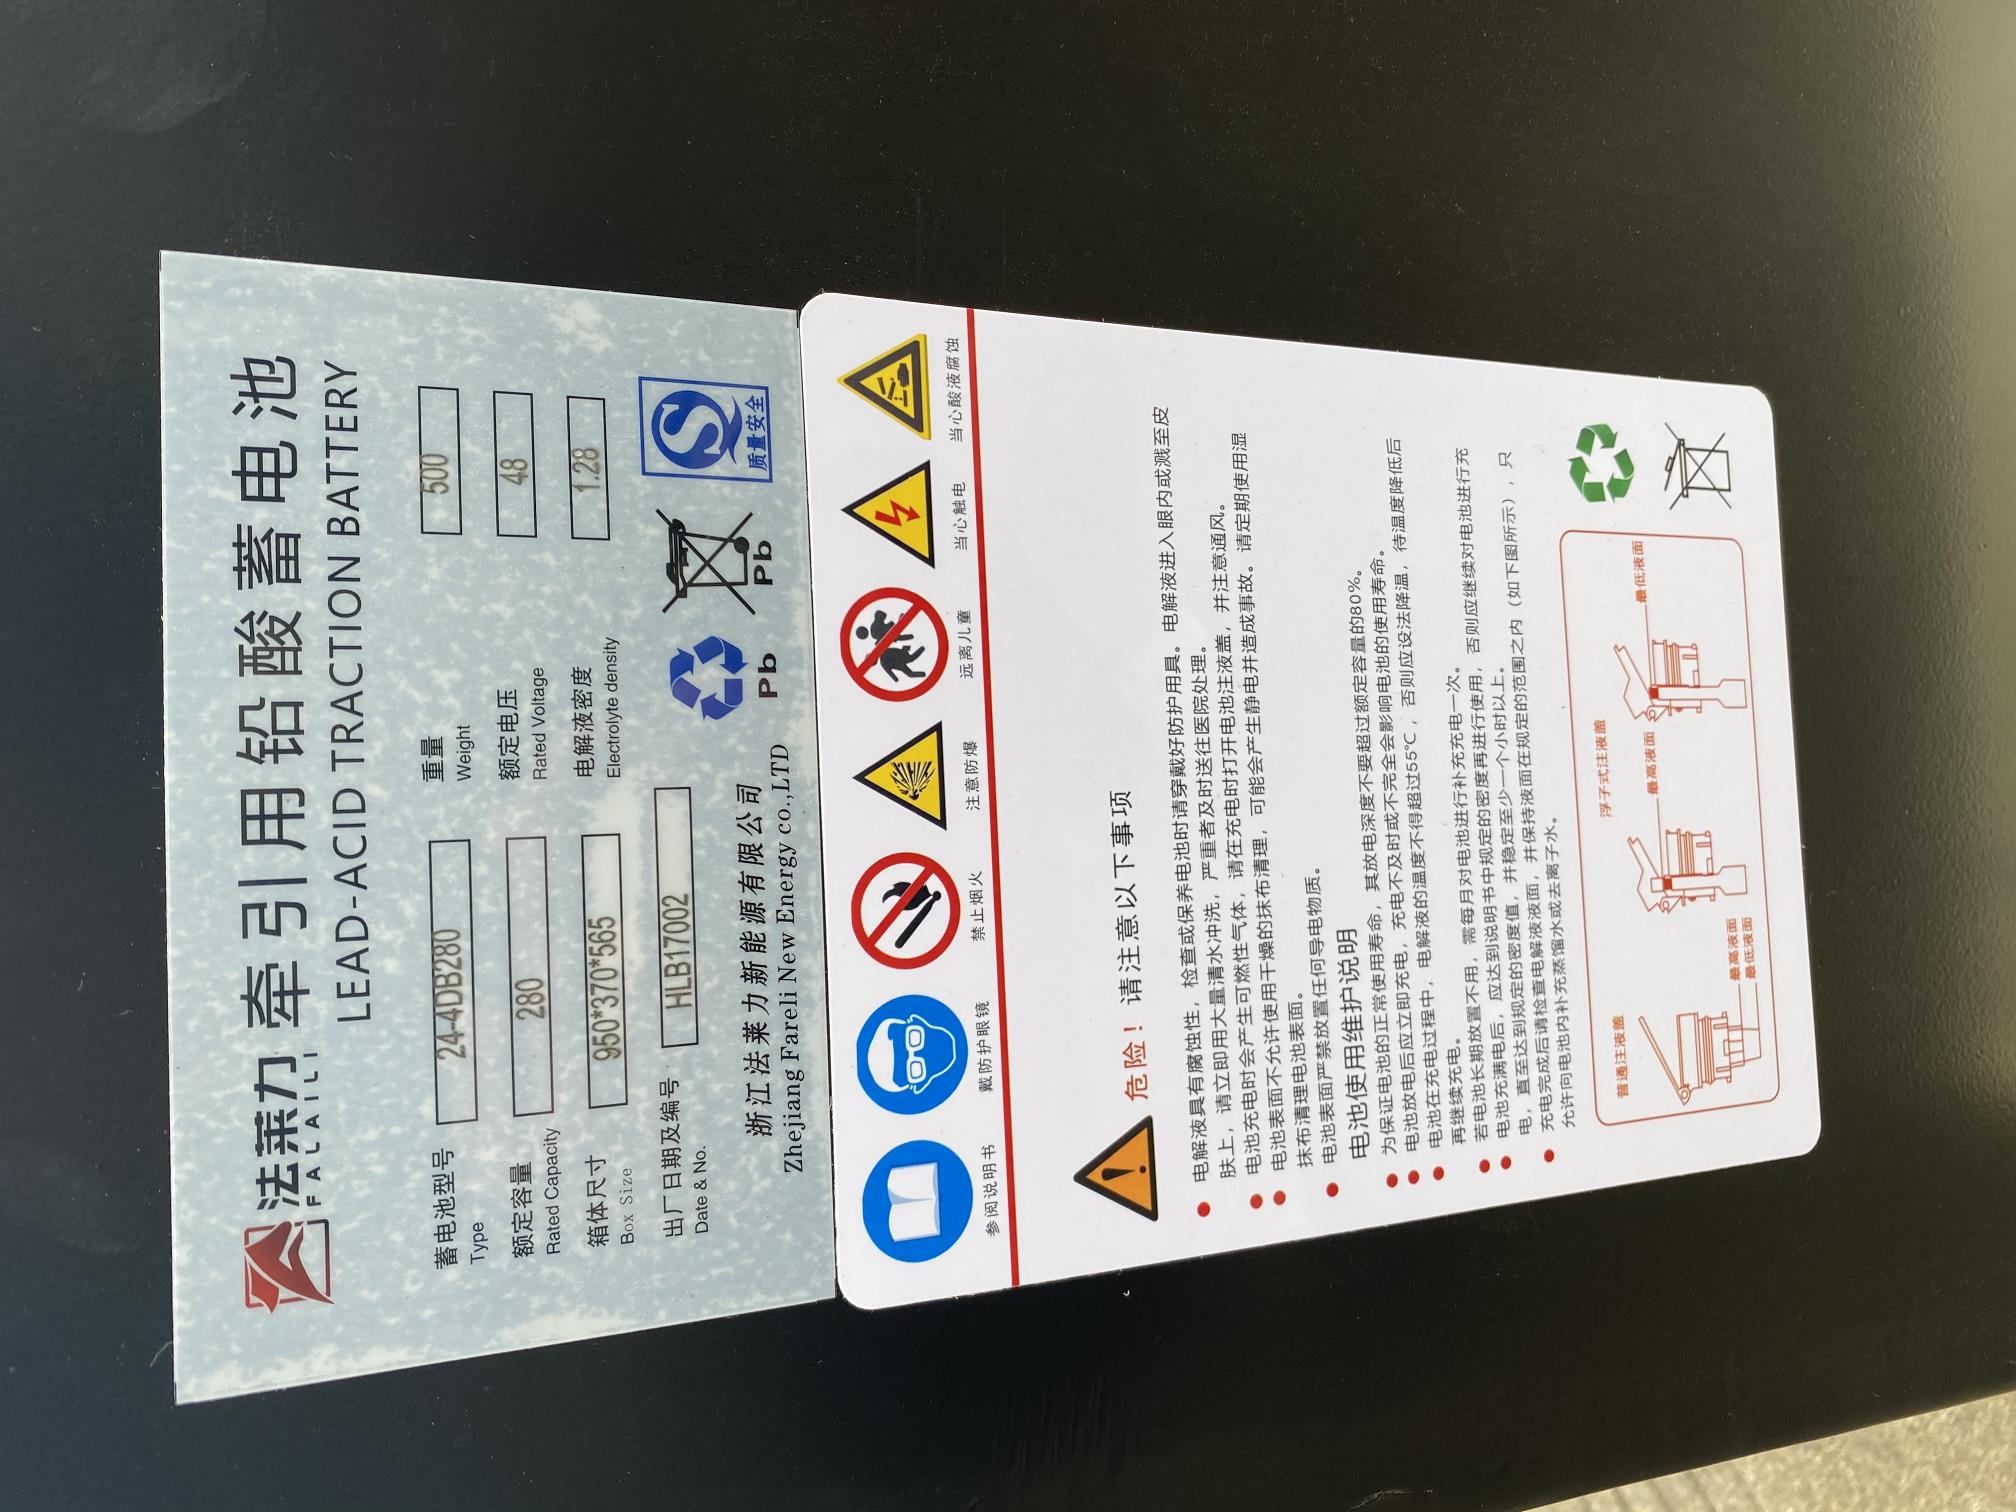 法莱力
FALAILI
牵引用铅酸蓄电池
LEAD-ACID TRACTION BATTERY
蓄电池型号
Type
24-4DB280
重量
Weight
500
额定容量
Rated Capacity
280
额定电压
Rated Voltage
48
箱体尺寸
Box Size
950*370*565
电解液密度
Electrolyte density
1.28
出厂日期及编号
Date & No.
HLB17002
Pb
Pb
质量安全
浙江法莱力新能源有限公司
Zhejiang Fareli New Energy co.,LTD
参阅说明书
戴防护眼镜
禁止烟火
注意防爆
远离儿童
当心触电
当心酸液腐蚀
危险！请注意以下事项
电解液具有腐蚀性，检查或保养电池时请穿戴好防护用具。电解液进入眼内或溅至皮
肤上，请立即用大量清水冲洗，严重者及时送往医院处理。
电池充电时会产生可燃性气体，请在充电时打开电池注液盖，并注意通风。
电池表面不允许使用干燥的抹布清理，可能会产生静电并造成事故。请定期使用湿
抹布清理电池表面。
电池表面严禁放置任何导电物质。
电池使用维护说明
为保证电池的正常使用寿命，其放电深度不要超过额定容量的80%。
电池放电后应立即充电，充电不及时或不完全会影响电池的使用寿命。
电池在充电过程中，电解液的温度不得超过55℃，否则应设法降温，待温度降低后
再继续充电。
若电池长期放置不用，需每月对电池进行补充充电一次。
电池充满电后，应达到说明书中规定的密度再进行使用，否则应继续对电池进行充
电，直至达到规定的密度值，并稳定至少一个小时以上。
充电完成后请检查电解液液面，并保持液面在规定的范围之内（如下图所示），只
允许向电池内补充蒸馏水或去离子水。
普通注液盖
最高液面
最低液面
浮子式注液盖
最高液面
最低液面